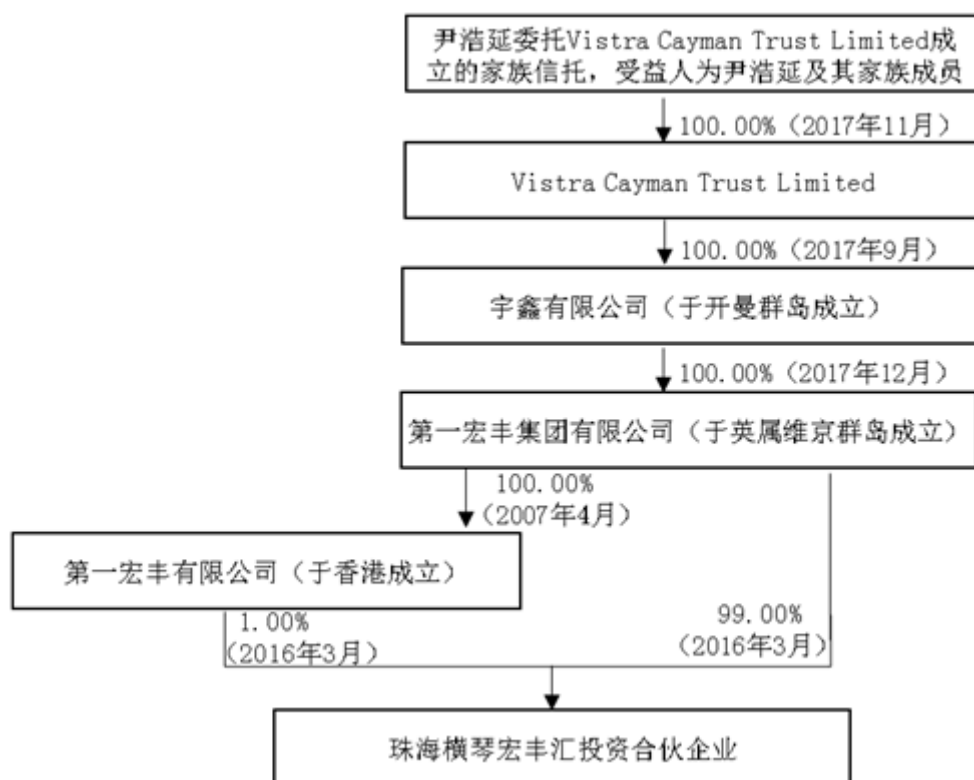 尹浩延委托Vistra Cayman Trust Limited成
立的家族信托，受益人为尹浩延及其家族成员
100.00%（2017年11月）
Vistra Cayman Trust Limited
100.00%（2017年9月）
宇鑫有限公司（于开曼群岛成立）
100.00%（2017年12月）
第一宏丰集团有限公司（于英属维京群岛成立）
100.00%
（2007年4月）
第一宏丰有限公司（于香港成立）
1.00%
（2016年3月）
99.00%
（2016年3月）
珠海横琴宏丰汇投资合伙企业